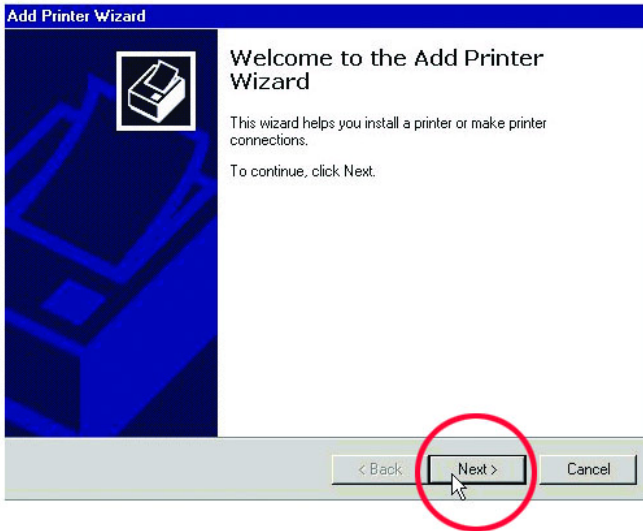 Add Printer Wizard
Welcome to the Add Printer
Wizard
This wizard helps you install a printer or make printer
connections.
To continue, click Next.
< Back Next > Cancel